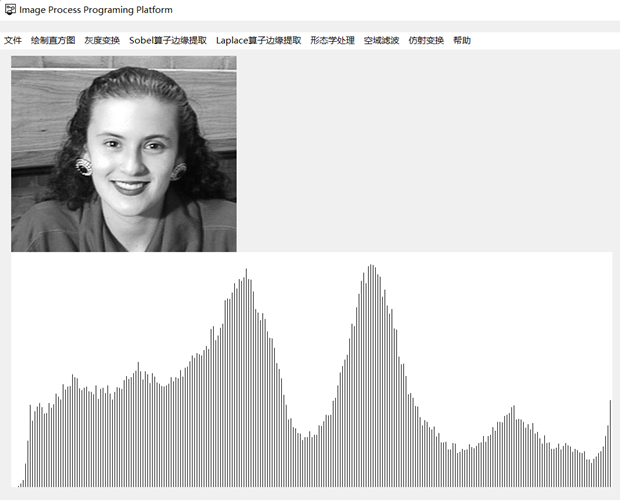 Image Process Programing Platform
文件 绘制直方图 灰度变换 Sobel算子边缘提取 Laplace算子边缘提取 形态学处理 空域滤波 仿射变换 帮助